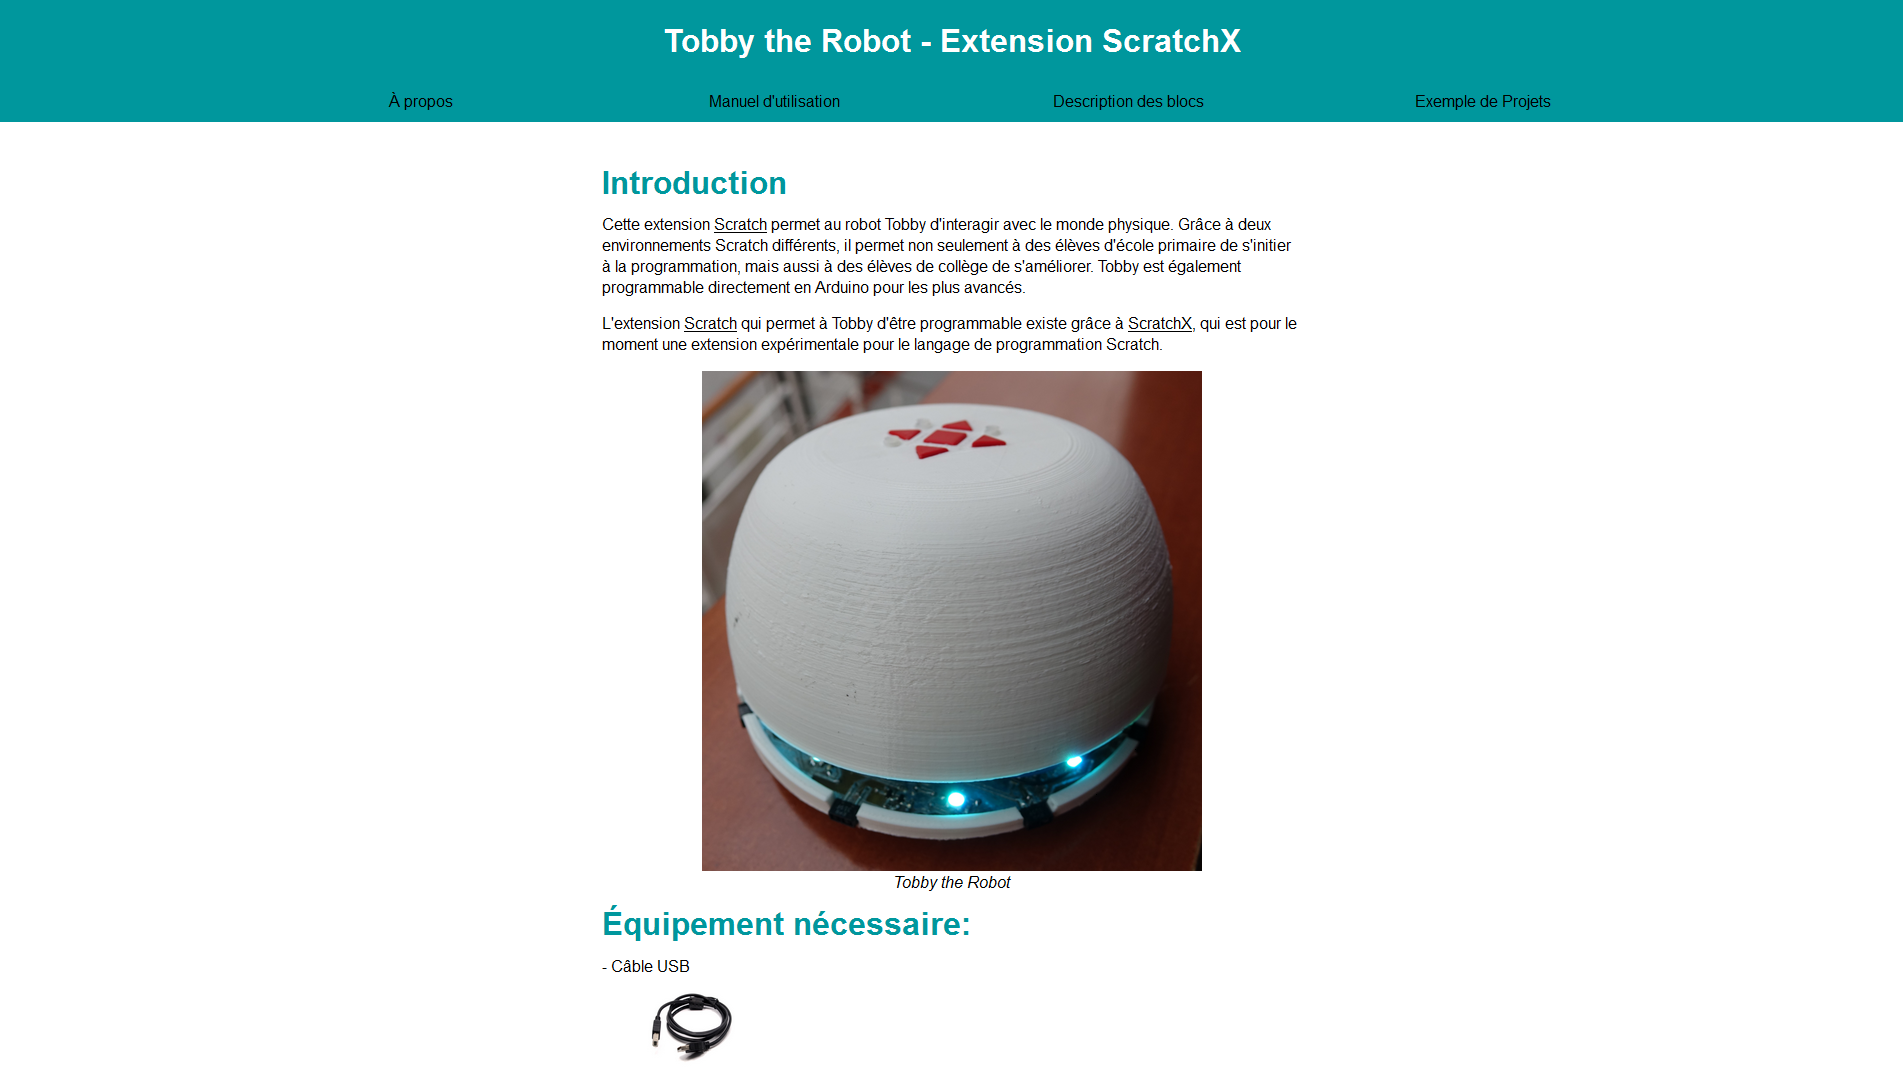 Tobby the Robot - Extension ScratchX
À propos
Manuel d'utilisation
Description des blocs
Exemple de Projets
Introduction
Cette extension Scratch permet au robot Tobby d'interagir avec le monde physique. Grâce à deux
environnements Scratch différents, il permet non seulement à des élèves d'école primaire de s'initier
à la programmation, mais aussi à des élèves de collège de s'améliorer. Tobby est également
programmable directement en Arduino pour les plus avancés.
L'extension Scratch qui permet à Tobby d'être programmable existe grâce à ScratchX, qui est pour le
moment une extension expérimentale pour le langage de programmation Scratch.
Tobby the Robot
Équipement nécessaire:
- Câble USB